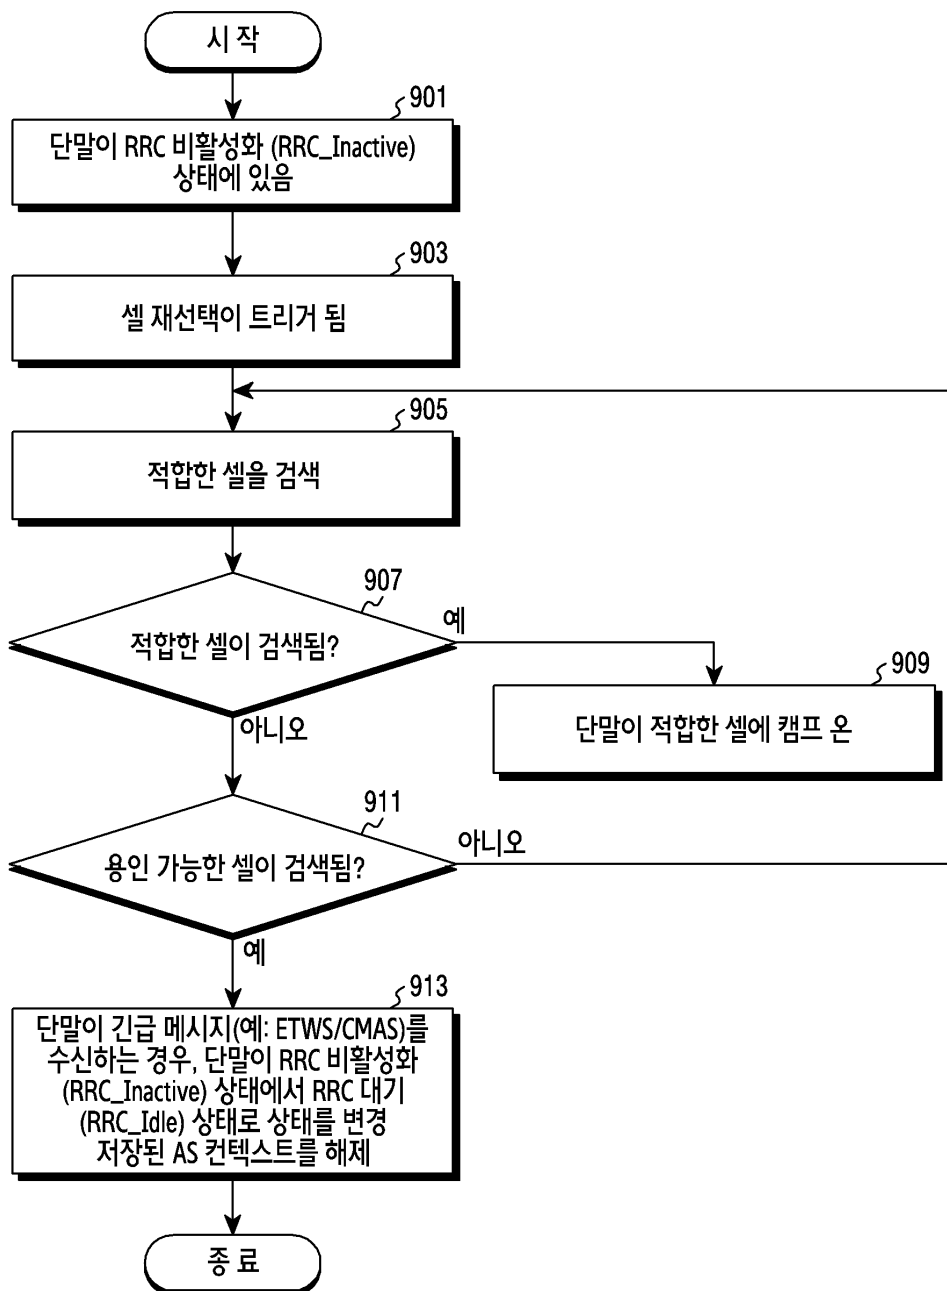 시 작
901
단말이 RRC 비활성화 (RRC_Inactive)
상태에 있음
903
셀 재선택이 트리거 됨
905
적합한 셀을 검색
907
적합한 셀이 검색됨?
예
909
단말이 적합한 셀에 캠프 온
아니오
911
용인 가능한 셀이 검색됨?
아니오
예
913
단말이 긴급 메시지(예: ETWS/CMAS)를
수신하는 경우, 단말이 RRC 비활성화
(RRC_Inactive) 상태에서 RRC 대기
(RRC_Idle) 상태로 상태를 변경
저장된 AS 컨텍스트를 해제
종 료